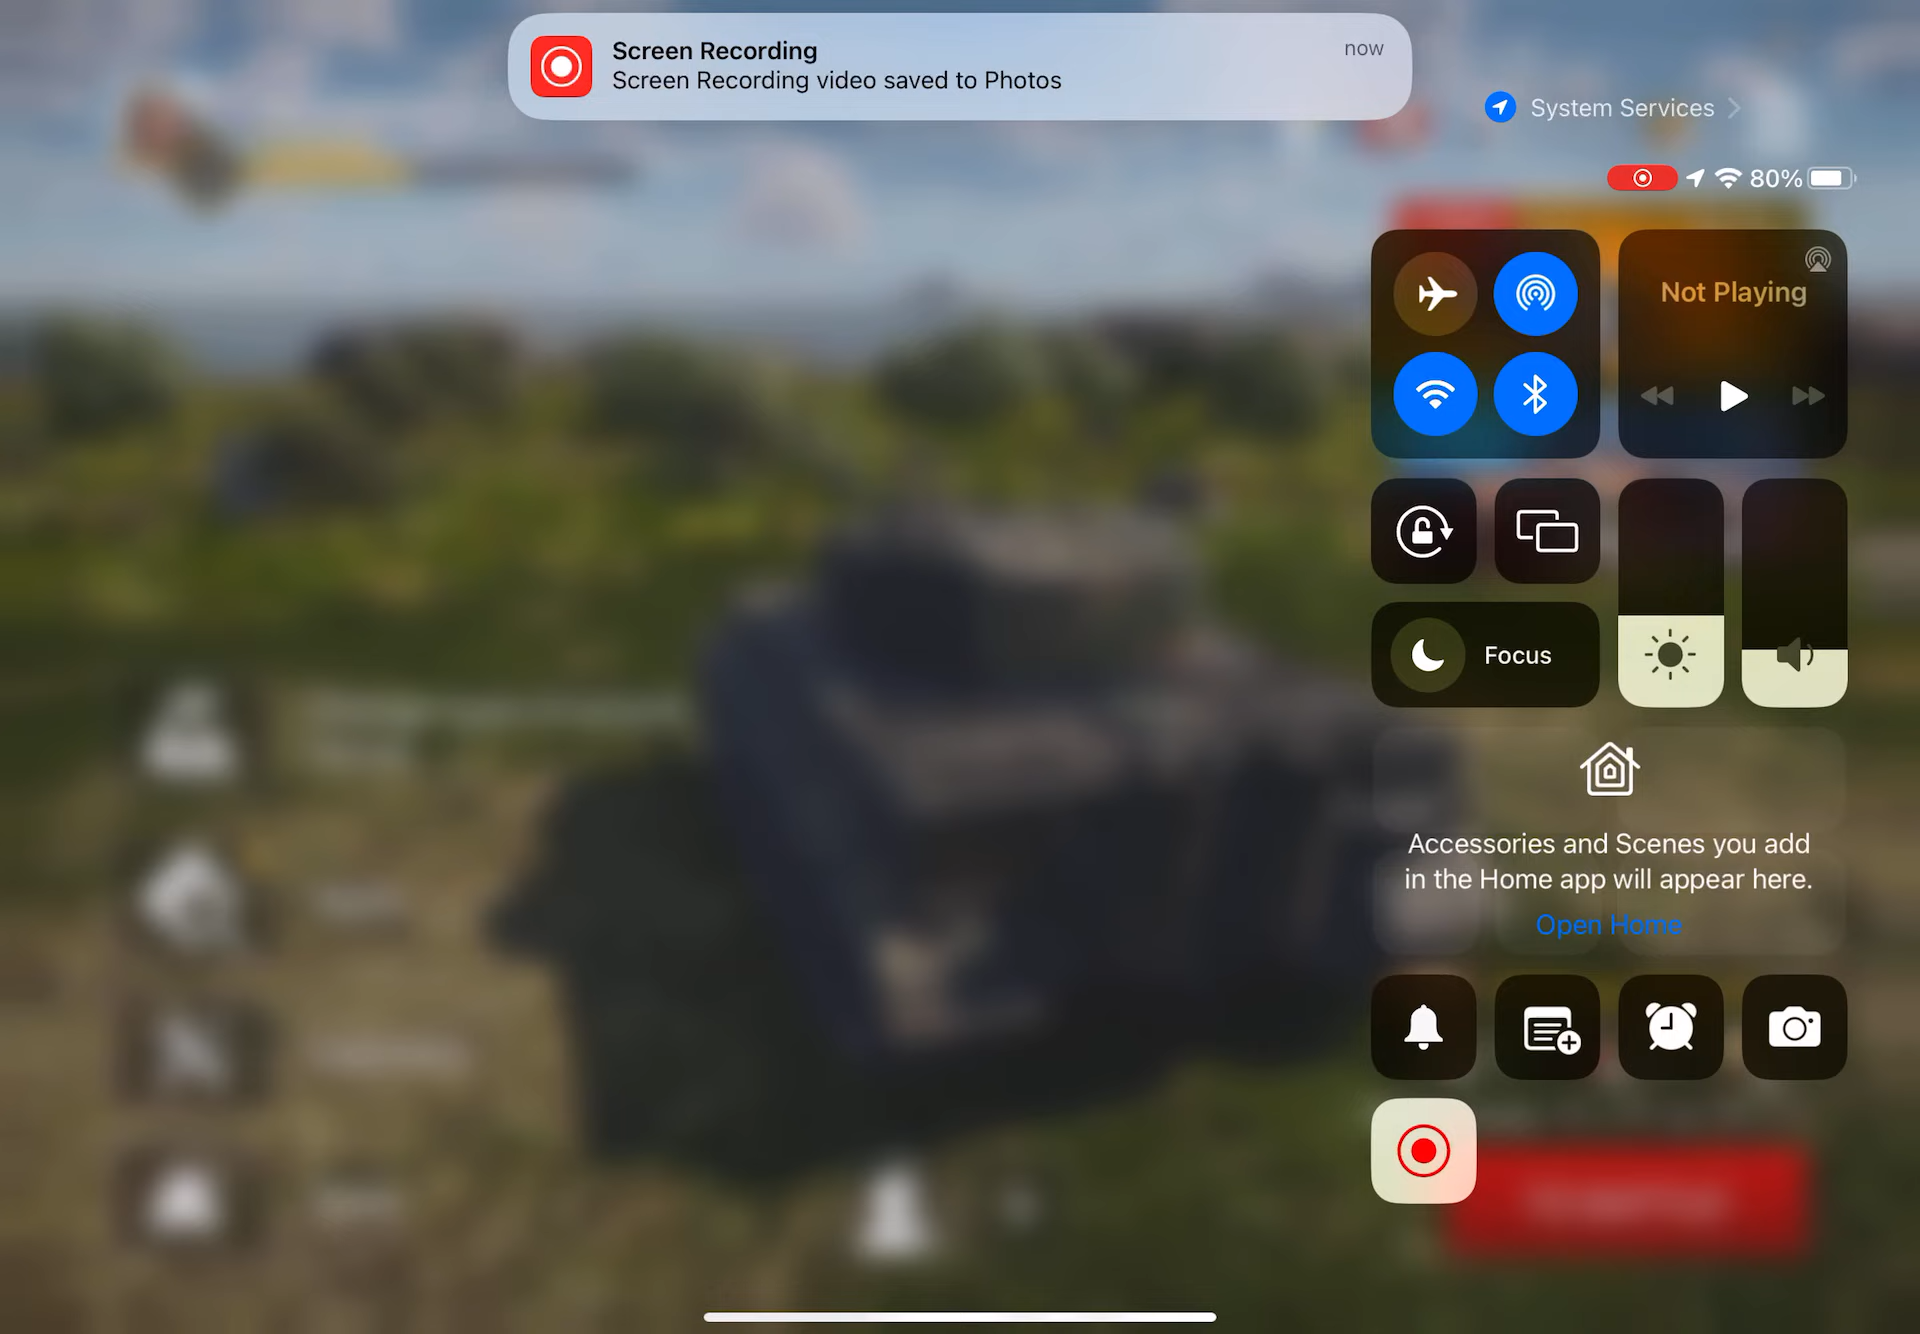 Screen Recording
now
Screen Recording video saved to Photos
System Services
80%
Not Playing
Focus
Accessories and Scenes you add
in the Home app will appear here.
Open Home